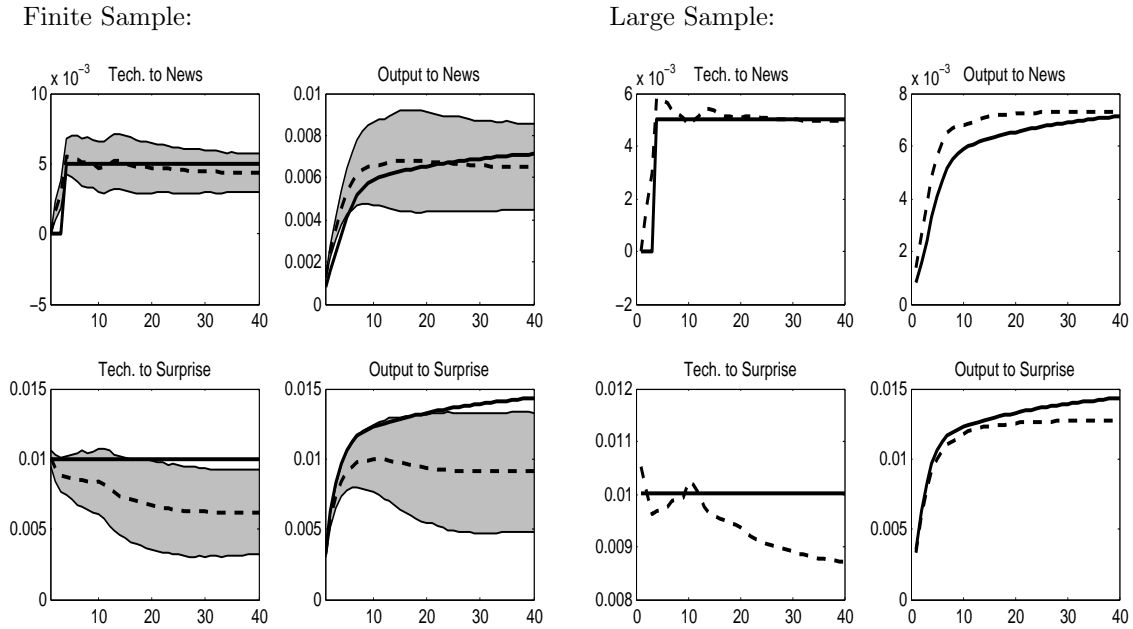 Finite Sample:
Large Sample:
x 10⁻³ Tech. to News
10
5
0
−5
10 20 30 40
Output to News
0.01
0.008
0.006
0.004
0.002
0
10 20 30 40
x 10⁻³ Tech. to News
6
4
2
0
−2
0 10 20 30 40
x 10⁻³ Output to News
8
6
4
2
0
0 10 20 30 40
Tech. to Surprise
0.015
0.01
0.005
0
10 20 30 40
Output to Surprise
0.015
0.01
0.005
0
10 20 30 40
Tech. to Surprise
0.012
0.011
0.01
0.009
0.008
0 10 20 30 40
Output to Surprise
0.015
0.01
0.005
0
0 10 20 30 40